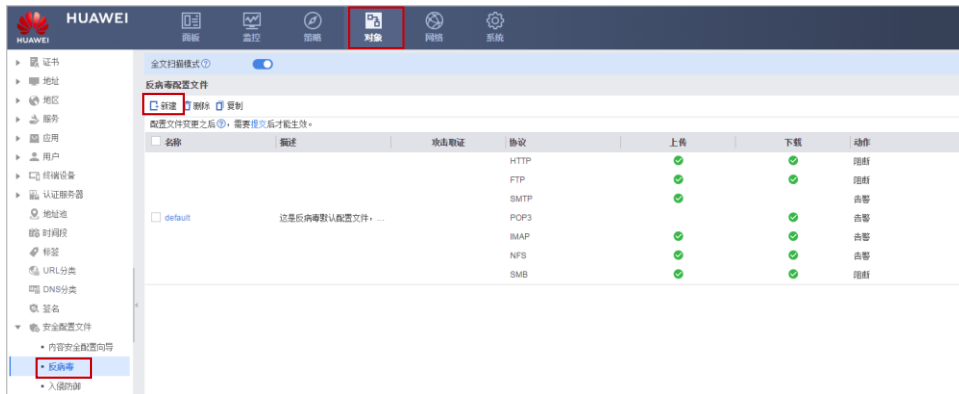 HUAWEI
HUAWEI
面板
监控
策略
对象
网络
系统
证书
地址
地区
服务
应用
用户
终端设备
认证服务器
地址池
时间段
标签
URL分类
DNS分类
签名
安全配置文件
内容安全配置向导
反病毒
入侵防御
全文扫描模式
反病毒配置文件
新建 删除 复制
配置文件变更之后，需要提交后才能生效。
名称 描述 攻击取证 协议 上传 下载 动作
HTTP 阻断
FTP 阻断
SMTP 告警
default 这是反病毒默认配置文件，... POP3 告警
IMAP 告警
NFS 告警
SMB 阻断